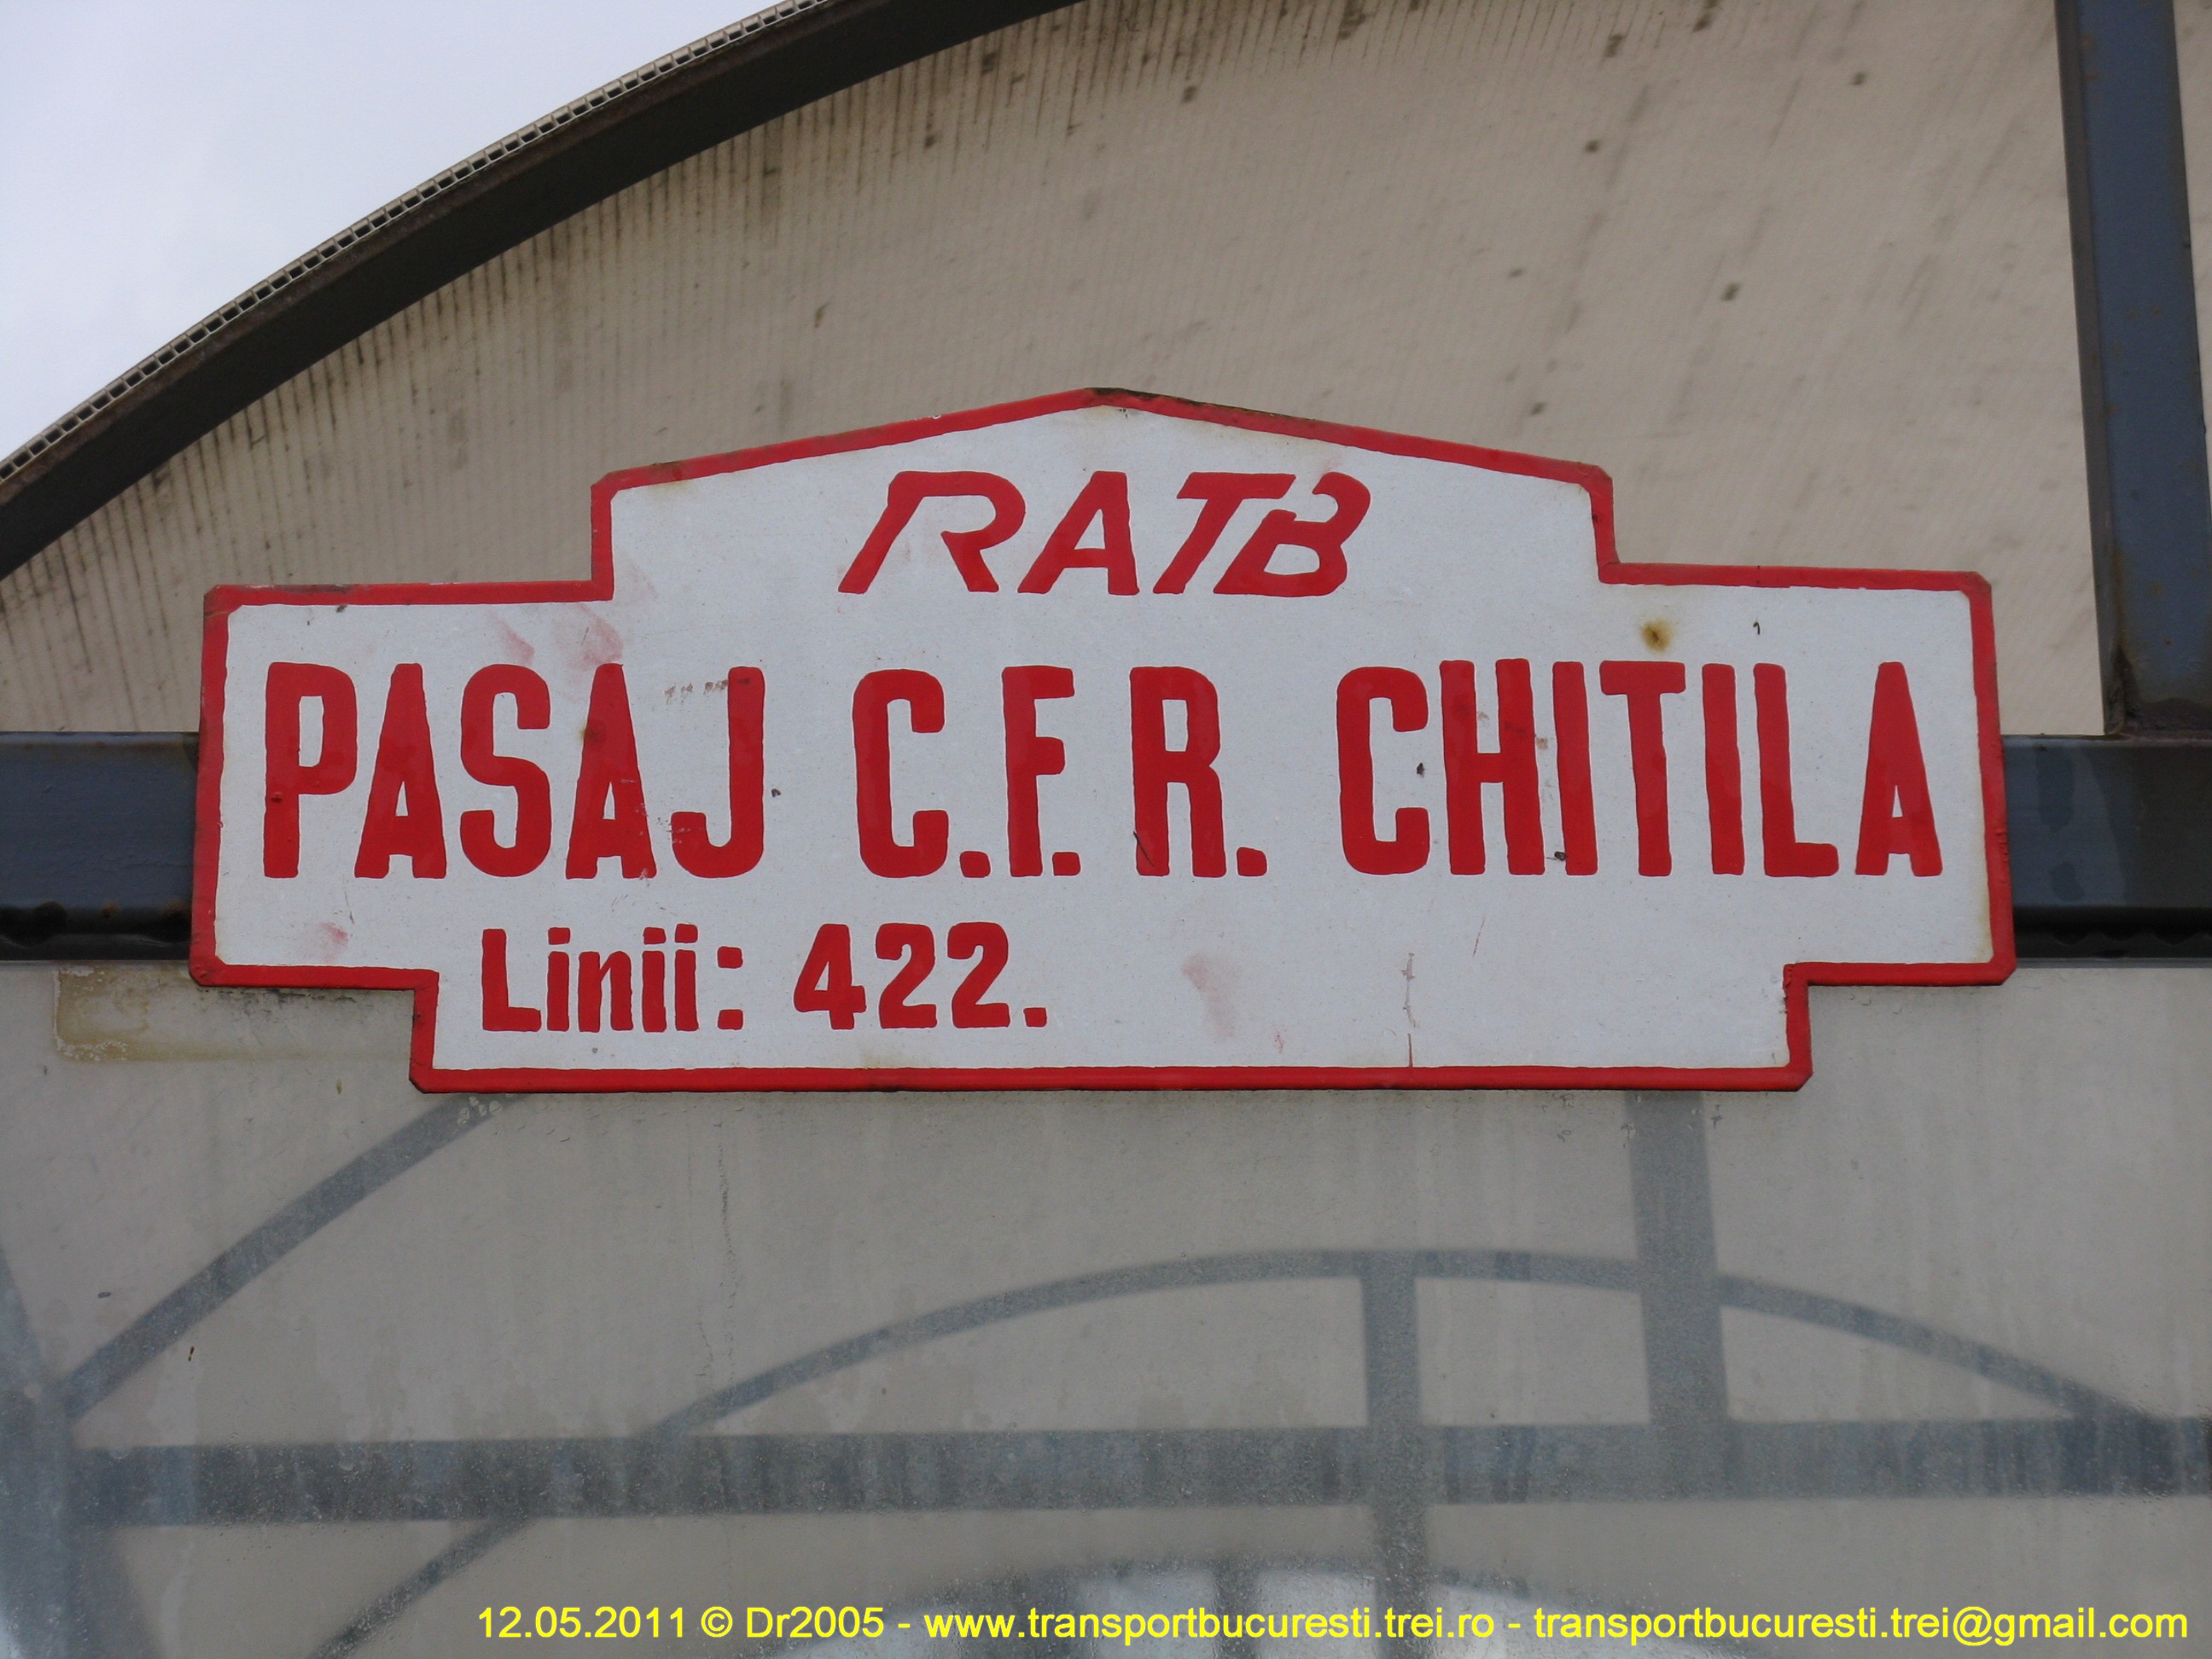 RATB
PASAJ C.F.R. CHITILA
Linii: 422.
12.05.2011 © Dr2005 - www.transportbucuresti.trei.ro - transportbucuresti.trei@gmail.com